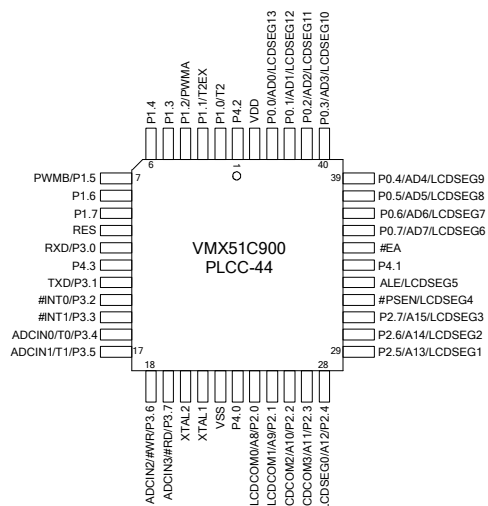 P1.4
P1.3
P1.2/PWMA
P1.1/T2EX
P1.0/T2
P4.2
VDD
P0.0/AD0/LCDSEG13
P0.1/AD1/LCDSEG12
P0.2/AD2/LCDSEG11
P0.3/AD3/LCDSEG10
6
1
40
7
39
PWMB/P1.5
P1.6
P1.7
RES
RXD/P3.0
P4.3
TXD/P3.1
#INT0/P3.2
#INT1/P3.3
ADCIN0/T0/P3.4
ADCIN1/T1/P3.5
VMX51C900
PLCC-44
P0.4/AD4/LCDSEG9
P0.5/AD5/LCDSEG8
P0.6/AD6/LCDSEG7
P0.7/AD7/LCDSEG6
#EA
P4.1
ALE/LCDSEG5
#PSEN/LCDSEG4
P2.7/A15/LCDSEG3
P2.6/A14/LCDSEG2
P2.5/A13/LCDSEG1
17
29
18
28
ADCIN2/#WR/P3.6
ADCIN3/#RD/P3.7
XTAL2
XTAL1
VSS
P4.0
LCDCOM0/A8/P2.0
LCDCOM1/A9/P2.1
CDCOM2/A10/P2.2
CDCOM3/A11/P2.3
LCDSEG0/A12/P2.4